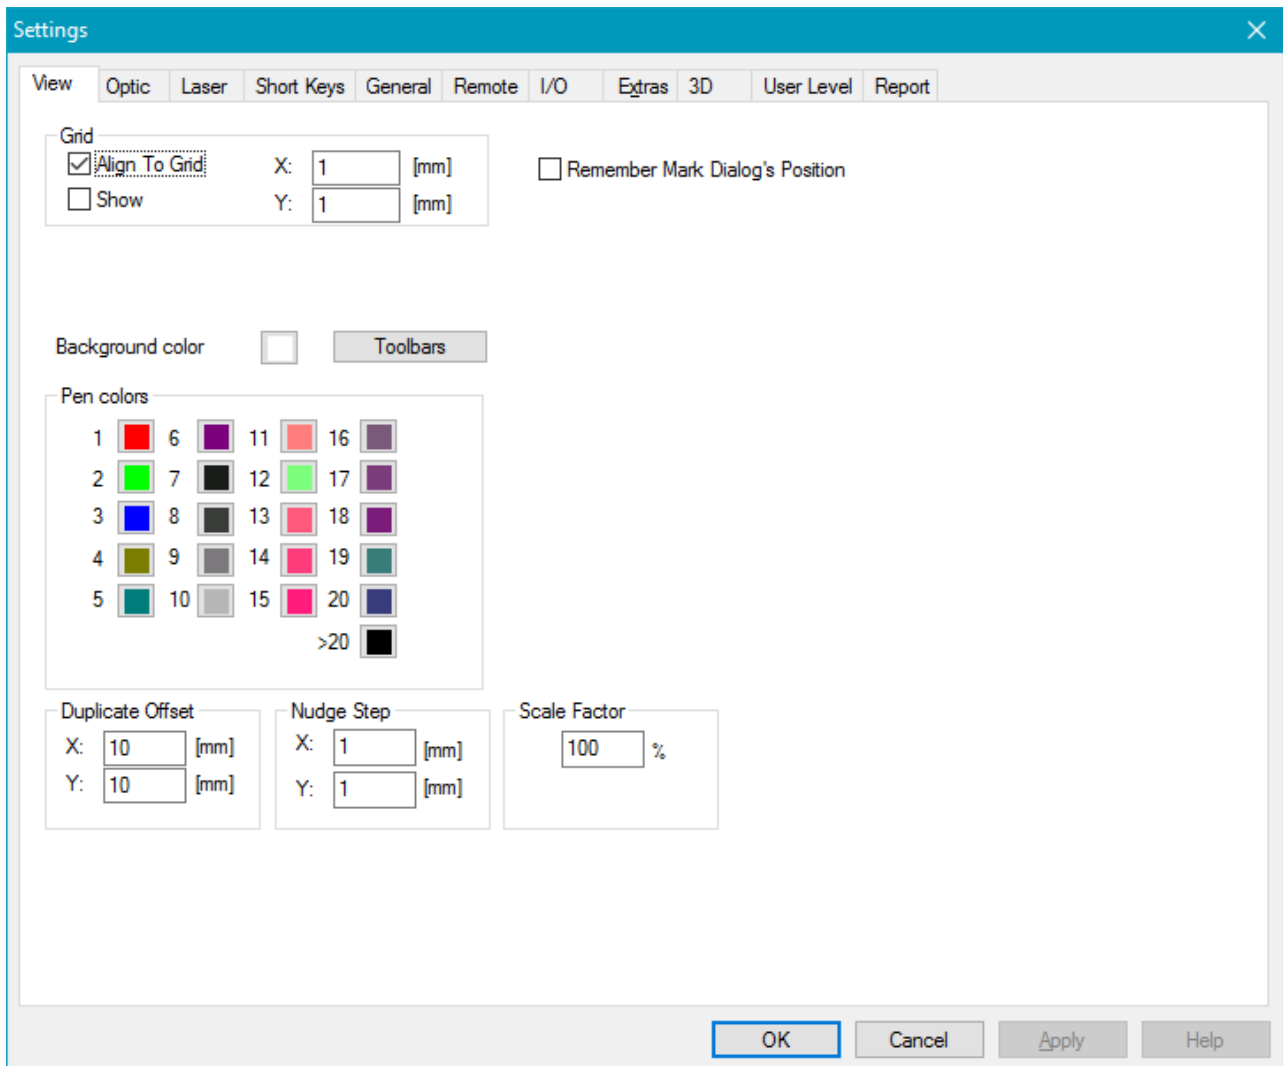 Settings
View Optic Laser Short Keys General Remote I/O Extras 3D User Level Report
Grid
Align To Grid X: 1 [mm]
Remember Mark Dialog's Position
Show Y: 1 [mm]
Background color Toolbars
Pen colors
1 6 11 16
2 7 12 17
3 8 13 18
4 9 14 19
5 10 15 20
>20
Duplicate Offset Nudge Step Scale Factor
X: 10 [mm] X: 1 [mm] 100 %
Y: 10 [mm] Y: 1 [mm]
OK Cancel Apply Help